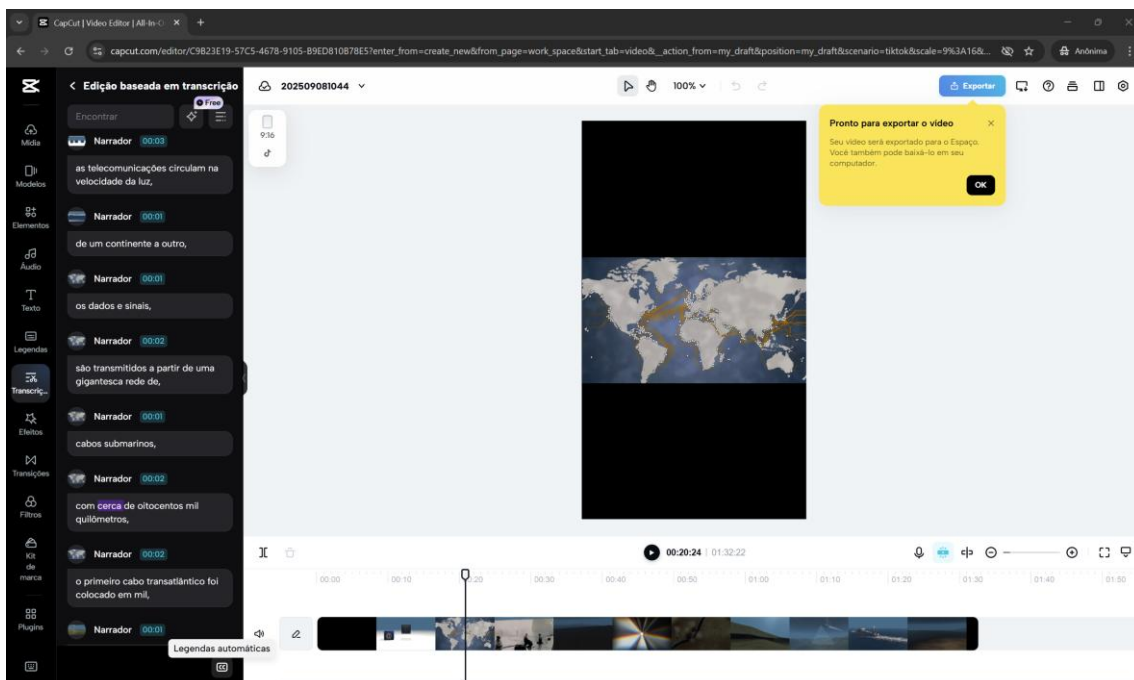 CapCut | Video Editor | All-In-O
capcut.com/editor/C9B23E19-57C5-4678-9105-B9ED810B78E5?enter_from=create_new&from_page=work_space&start_tab=video&__action_from=my_draft&position=my_draft&scenario=tiktok&scale=9%3A16&...
Anônima
Edição baseada em transcrição
202509081044
100%
Exportar
Free
Encontrar
Mídia
Modelos
Elementos
Áudio
Texto
Legendas
Transcriç...
Efeitos
Transições
Filtros
Kit
de
marca
Plugins
Narrador 00:03
as telecomunicações circulam na
velocidade da luz,
Narrador 00:01
de um continente a outro,
Narrador 00:01
os dados e sinais,
Narrador 00:02
são transmitidos a partir de uma
gigantesca rede de,
Narrador 00:01
cabos submarinos,
Narrador 00:02
com cerca de oitocentos mil
quilômetros,
Narrador 00:02
o primeiro cabo transatlântico foi
colocado em mil,
Narrador 00:01
Legendas automáticas
9:16
Pronto para exportar o vídeo
Seu vídeo será exportado para o Espaço.
Você também pode baixá-lo em seu
computador.
OK
00:20:24 | 01:32:22
00:00 00:10 00:20 00:30 00:40 00:50 01:00 01:10 01:20 01:30 01:40 01:50